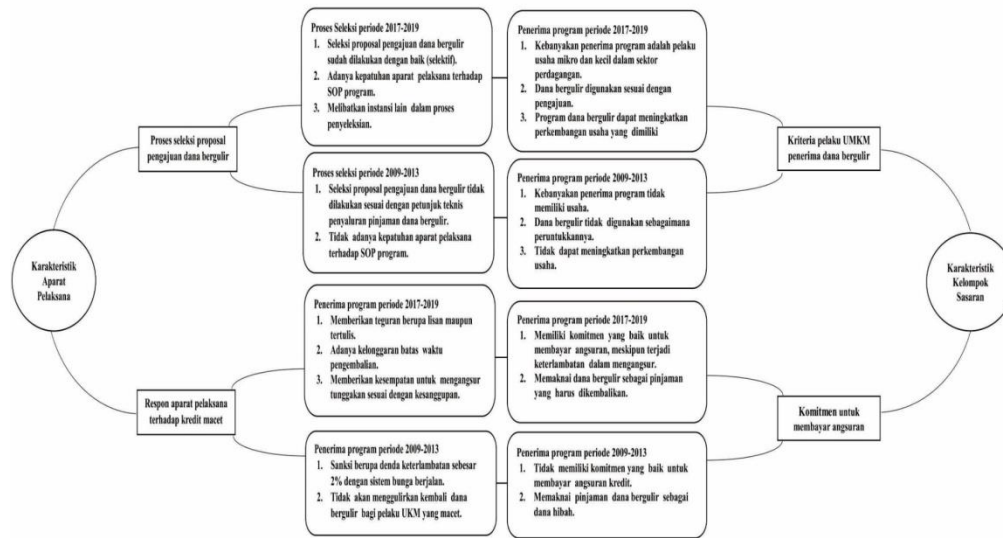 Karakteristik
Aparat
Pelaksana
Proses seleksi proposal
pengajuan dana bergulir
Respon aparat pelaksana
terhadap kredit macet
Proses Seleksi periode 2017-2019
1. Seleksi proposal pengajuan dana bergulir
sudah dilakukan dengan baik (selektif).
2. Adanya kepatuhan aparat pelaksana terhadap
SOP program.
3. Melibatkan instansi lain dalam proses
penyeleksian.
Penerima program periode 2017-2019
1. Kebanyakan penerima program adalah pelaku
usaha mikro dan kecil dalam sektor
perdagangan.
2. Dana bergulir digunakan sesuai dengan
pengajuan.
3. Program dana bergulir dapat meningkatkan
perkembangan usaha yang dimiliki
Proses seleksi periode 2009-2013
1. Seleksi proposal pengajuan dana bergulir tidak
dilakukan sesuai dengan petunjuk teknis
penyaluran pinjaman dana bergulir.
2. Tidak adanya kepatuhan aparat pelaksana
terhadap SOP program.
Penerima program periode 2009-2013
1. Kebanyakan penerima program tidak
memiliki usaha.
2. Dana bergulir tidak digunakan sebagaimana
peruntukkannya.
3. Tidak dapat meningkatkan perkembangan
usaha.
Penerima program periode 2017-2019
1. Memberikan teguran berupa lisan maupun
tertulis.
2. Adanya kelonggaran batas waktu
pengembalian.
3. Memberikan kesempatan untuk mengangsur
tunggakan sesuai dengan kesanggupan.
Penerima program periode 2017-2019
1. Memiliki komitmen yang baik untuk
membayar angsuran, meskipun terjadi
keterlambatan dalam mengangsur.
2. Memaknai dana bergulir sebagai pinjaman
yang harus dikembalikan.
Penerima program periode 2009-2013
1. Sanksi berupa denda keterlambatan sebesar
2% dengan sistem bunga berjalan.
2. Tidak akan menggulirkan kembali dana
bergulir bagi pelaku UKM yang macet.
Penerima program periode 2009-2013
1. Tidak memiliki komitmen yang baik untuk
membayar angsuran kredit.
2. Memaknai pinjaman dana bergulir sebagai
dana hibah.
Kriteria pelaku UMKM
penerima dana bergulir
Komitmen untuk
membayar angsuran
Karakteristik
Kelompok
Sasaran